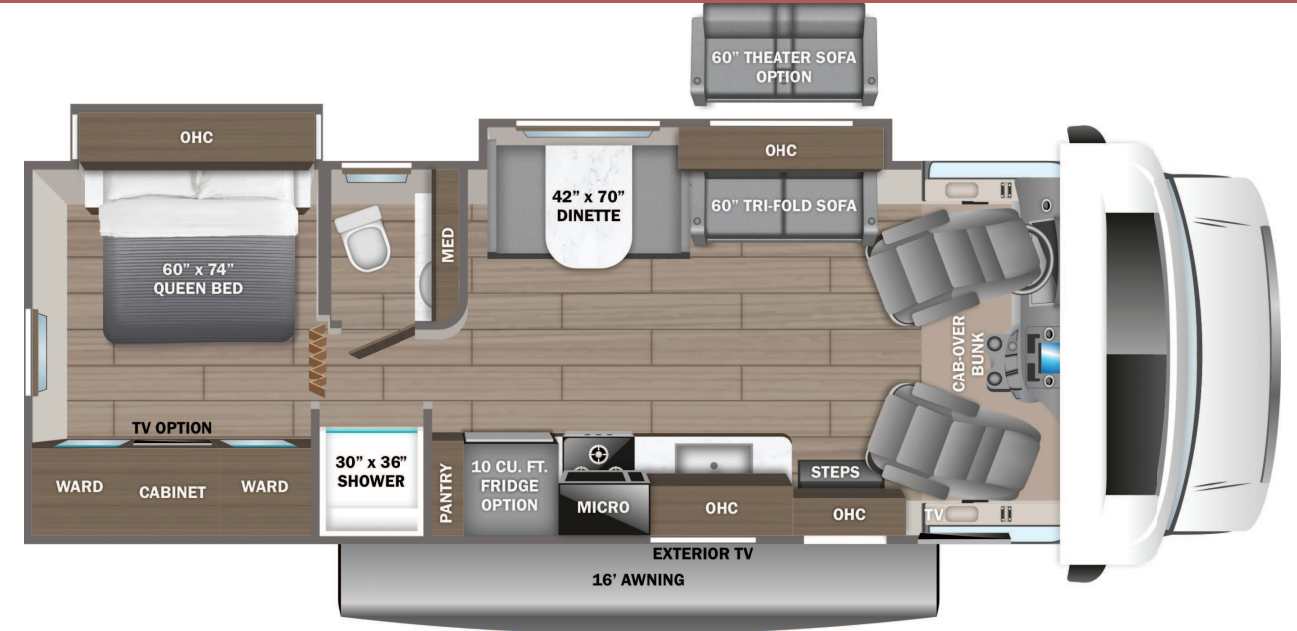 60” THEATER SOFA
OPTION
OHC
OHC
42” x 70”
DINETTE
60” TRI-FOLD SOFA
MED
60” x 74”
QUEEN BED
CAB-OVER
BUNK
TV OPTION
WARD
CABINET
WARD
30” x 36”
SHOWER
PANTRY
10 CU. FT.
FRIDGE
OPTION
MICRO
OHC
STEPS
OHC
TV
EXTERIOR TV
16’ AWNING